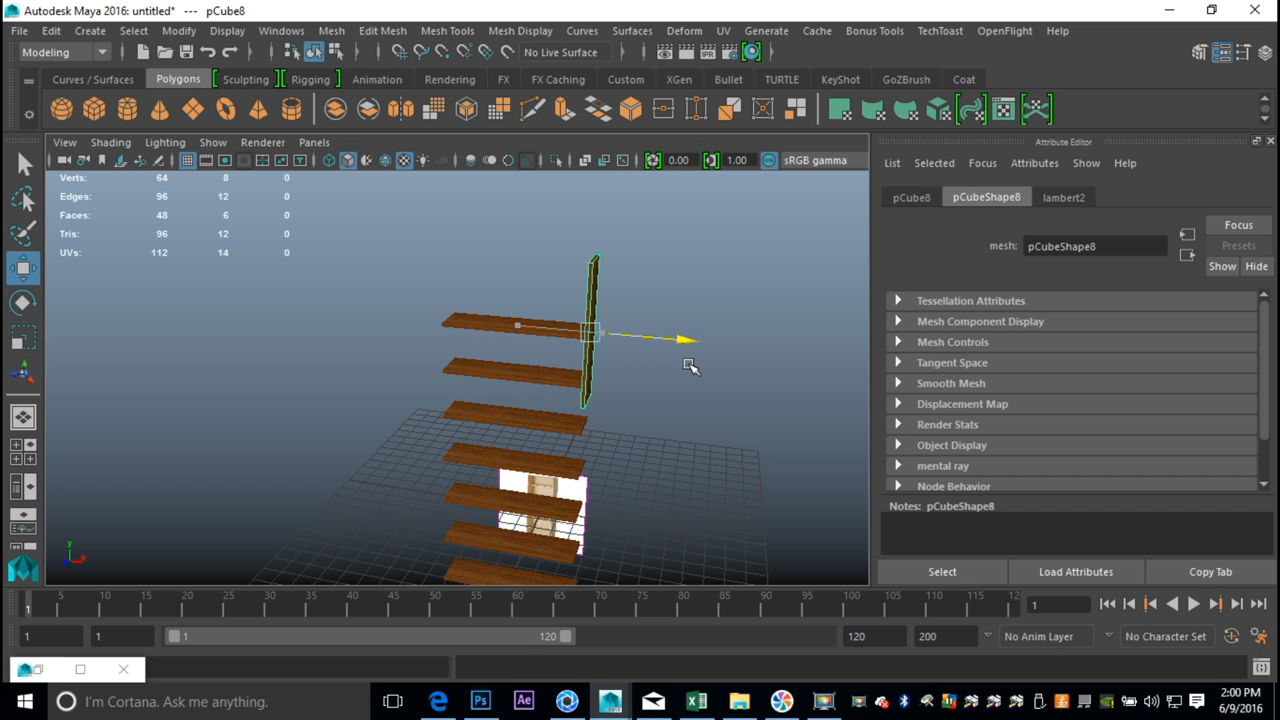 Autodesk Maya 2016: untitled*   ---   pCube8
File Edit Create Select Modify Display Windows Mesh Edit Mesh Mesh Tools Mesh Display Curves Surfaces Deform UV Generate Cache Bonus Tools TechToast OpenFlight Help
Modeling No Live Surface
Curves / Surfaces Polygons Sculpting Rigging Animation Rendering FX FX Caching Custom XGen Bullet TURTLE KeyShot GoZBrush Coat
View Shading Lighting Show Renderer Panels
0.00 1.00 sRGB gamma
Verts: 64 8 0
Edges: 96 12 0
Faces: 48 6 0
Tris: 96 12 0
UVs: 112 14 0
y
x
Attribute Editor
List Selected Focus Attributes Show Help
pCube8 pCubeShape8 lambert2
Focus
mesh: pCubeShape8
Presets
Show Hide
Tessellation Attributes
Mesh Component Display
Mesh Controls
Tangent Space
Smooth Mesh
Displacement Map
Render Stats
Object Display
mental ray
Node Behavior
Notes: pCubeShape8
Select Load Attributes Copy Tab
1 5 10 15 20 25 30 35 40 45 50 55 60 65 70 75 80 85 90 95 100 105 110 115 12
1
1 1 1 120 120 200 No Anim Layer No Character Set
I'm Cortana. Ask me anything.
Ps Ae
2:00 PM
6/9/2016